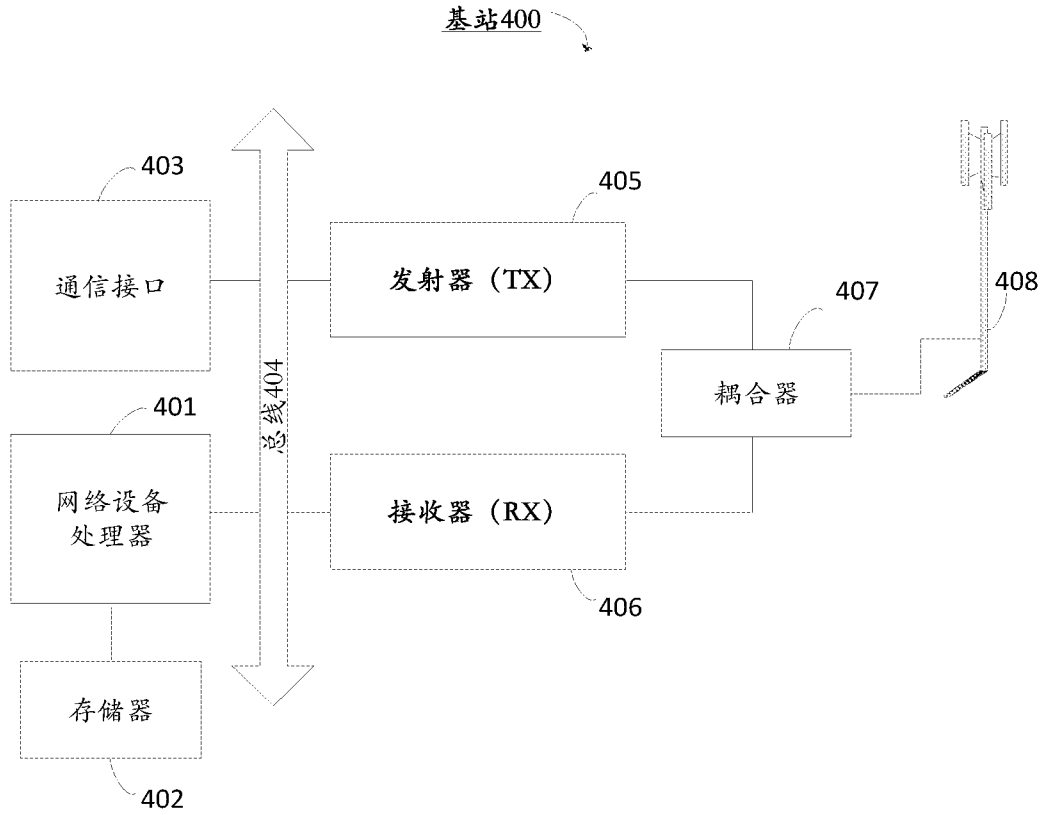 基站400
403
通信接口
405
发射器（TX）
407
耦合器
408
总线404
401
网络设备
处理器
接收器（RX）
406
存储器
402